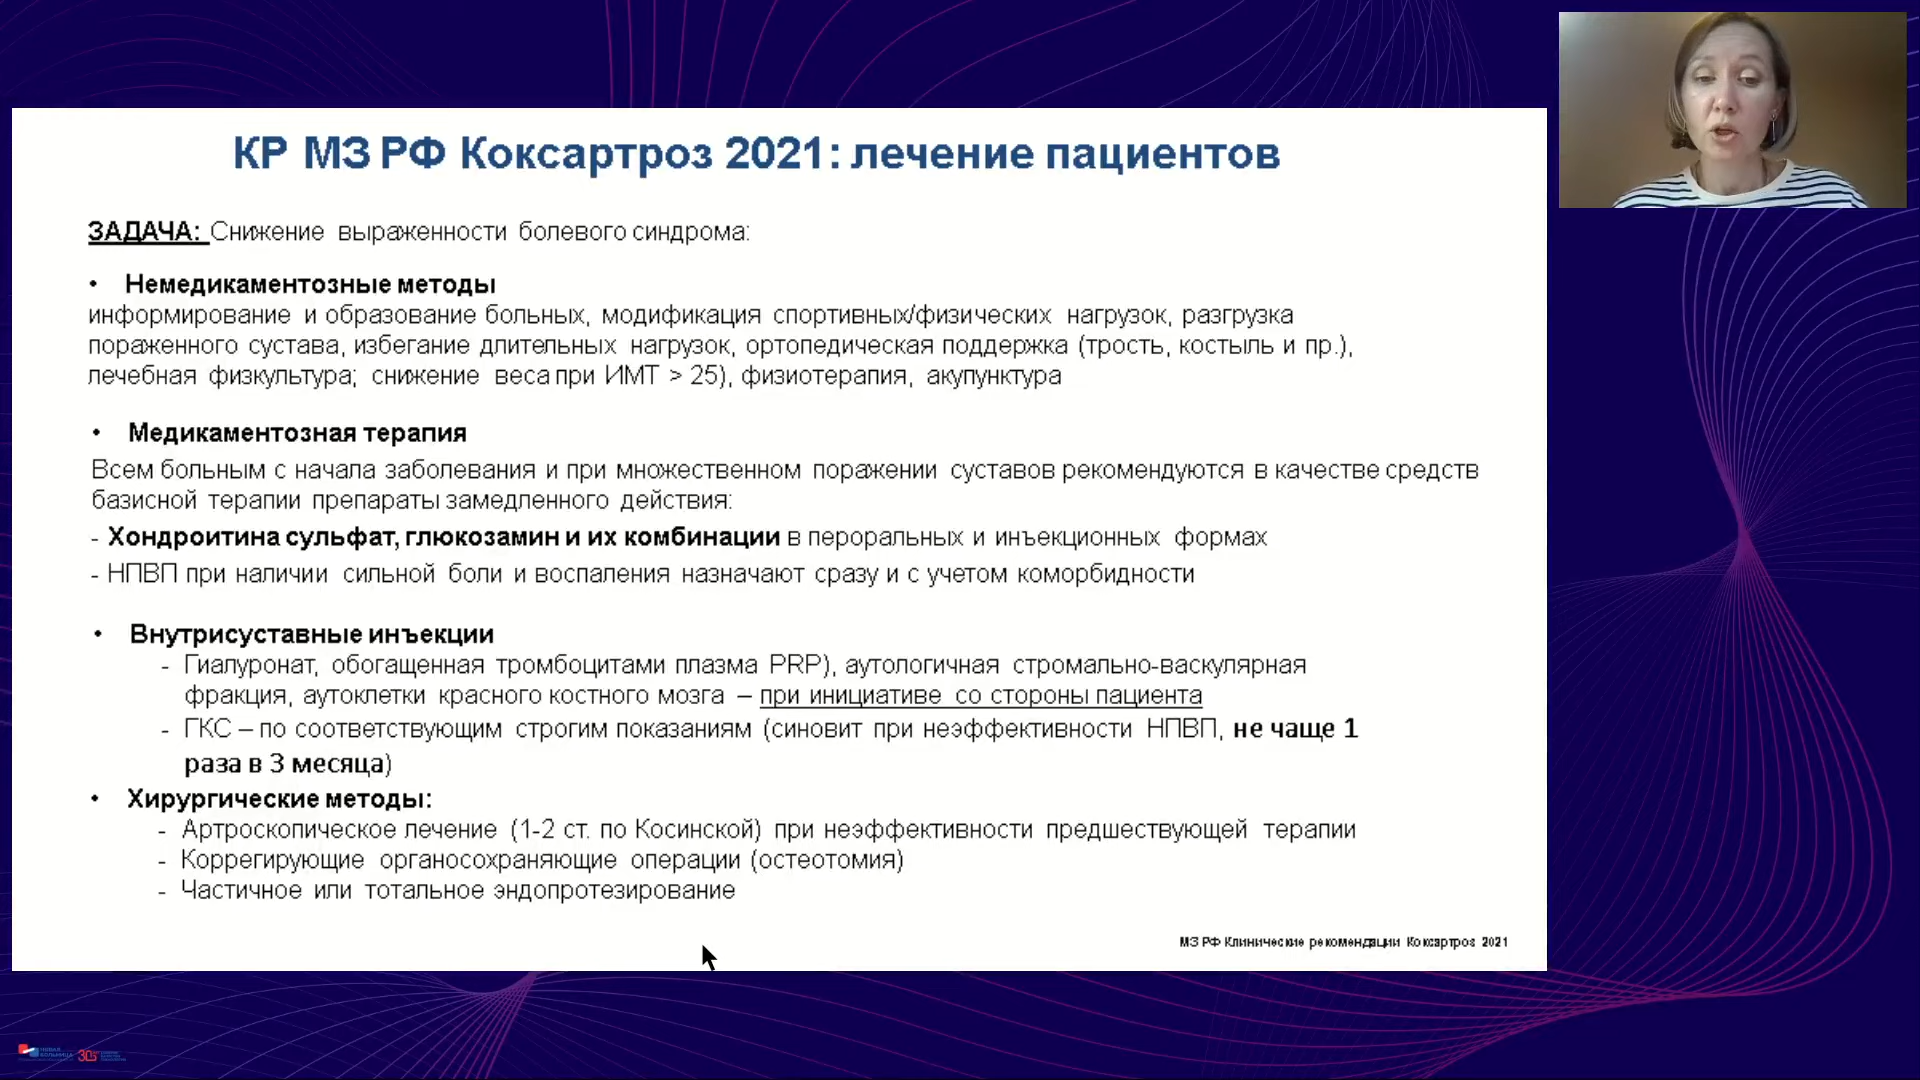 КР МЗ РФ Коксартроз 2021: лечение пациентов
ЗАДАЧА: Снижение выраженности болевого синдрома:
• Немедикаментозные методы
информирование и образование больных, модификация спортивных/физических нагрузок, разгрузка
пораженного сустава, избегание длительных нагрузок, ортопедическая поддержка (трость, костыль и пр.),
лечебная физкультура; снижение веса при ИМТ > 25), физиотерапия, акупунктура
• Медикаментозная терапия
Всем больным с начала заболевания и при множественном поражении суставов рекомендуются в качестве средств
базисной терапии препараты замедленного действия:
- Хондроитина сульфат, глюкозамин и их комбинации в пероральных и инъекционных формах
- НПВП при наличии сильной боли и воспаления назначают сразу и с учетом коморбидности
• Внутрисуставные инъекции
- Гиалуронат, обогащенная тромбоцитами плазма PRP), аутологичная стромально-васкулярная
фракция, аутоклетки красного костного мозга – при инициативе со стороны пациента
- ГКС – по соответствующим строгим показаниям (синовит при неэффективности НПВП, не чаще 1
раза в 3 месяца)
• Хирургические методы:
- Артроскопическое лечение (1-2 ст. по Косинской) при неэффективности предшествующей терапии
- Коррегирующие органосохраняющие операции (остеотомия)
- Частичное или тотальное эндопротезирование
МЗ РФ Клинические рекомендации Коксартроз 2021
НОВАЯ
БОЛЬНИЦА